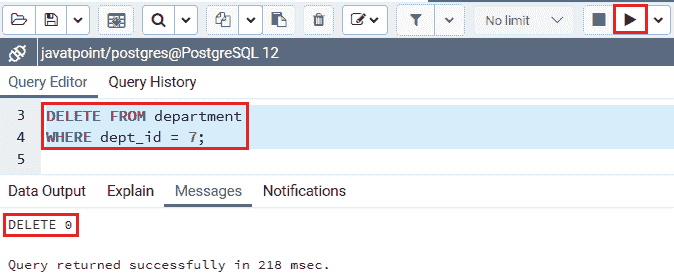 No limit
javatpoint/postgres@PostgreSQL 12
Query Editor Query History
3 DELETE FROM department
4 WHERE dept_id = 7;
5
Data Output Explain Messages Notifications
DELETE 0
Query returned successfully in 218 msec.